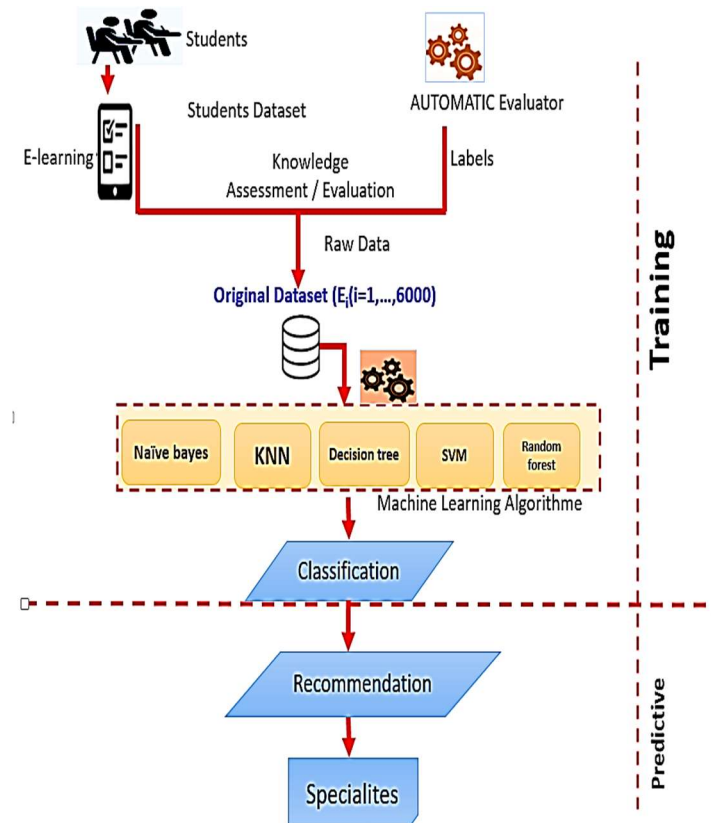 Students
Students Dataset
AUTOMATIC Evaluator
E-learning
Knowledge
Assessment / Evaluation
Labels
Raw Data
Original Dataset (Ei(i=1,...,6000)
Training
Naïve bayes
KNN
Decision tree
SVM
Random
forest
Machine Learning Algorithme
Classification
Recommendation
Predictive
Specialites